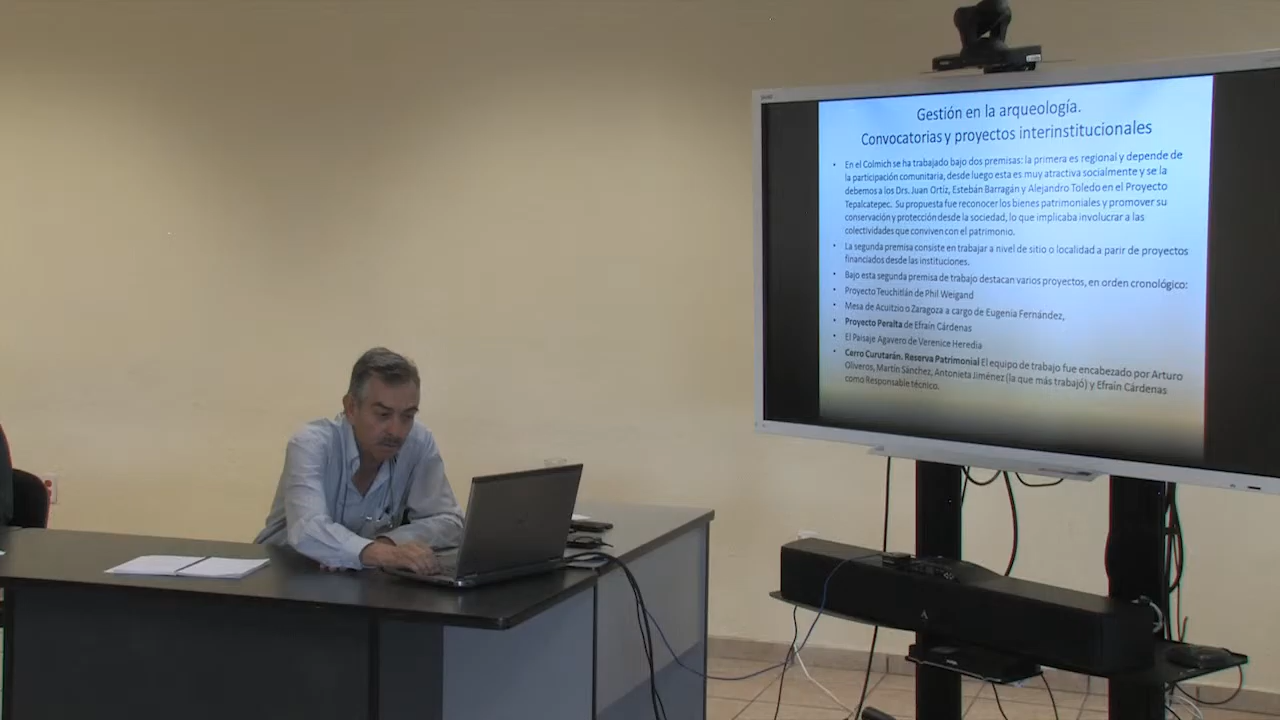 Gestión en la arqueología.
Convocatorias y proyectos interinstitucionales
• En el Colmich se ha trabajado bajo dos premisas: la primera es regional y depende de
la participación comunitaria, desde luego esta es muy atractiva socialmente y se la
debemos a los Drs. Juan Ortíz, Estebán Barragán y Alejandro Toledo en el Proyecto
Tepalcatepec. Su propuesta fue reconocer los bienes patrimoniales y promover su
conservación y protección desde la sociedad, lo que implicaba involucrar a las
colectividades que conviven con el patrimonio.
• La segunda premisa consiste en trabajar a nivel de sitio o localidad a parir de proyectos
financiados desde las instituciones.
• Bajo esta segunda premisa de trabajo destacan varios proyectos, en orden cronológico:
• Proyecto Teuchitlán de Phil Weigand
• Mesa de Acuitzio o Zaragoza a cargo de Eugenia Fernández,
• Proyecto Peralta de Efraín Cárdenas
• El Paisaje Agavero de Verenice Heredia
• Cerro Curutarán. Reserva Patrimonial El equipo de trabajo fue encabezado por Arturo
Oliveros, Martín Sánchez, Antonieta Jiménez (la que más trabajó) y Efraín Cárdenas
como Responsable técnico.